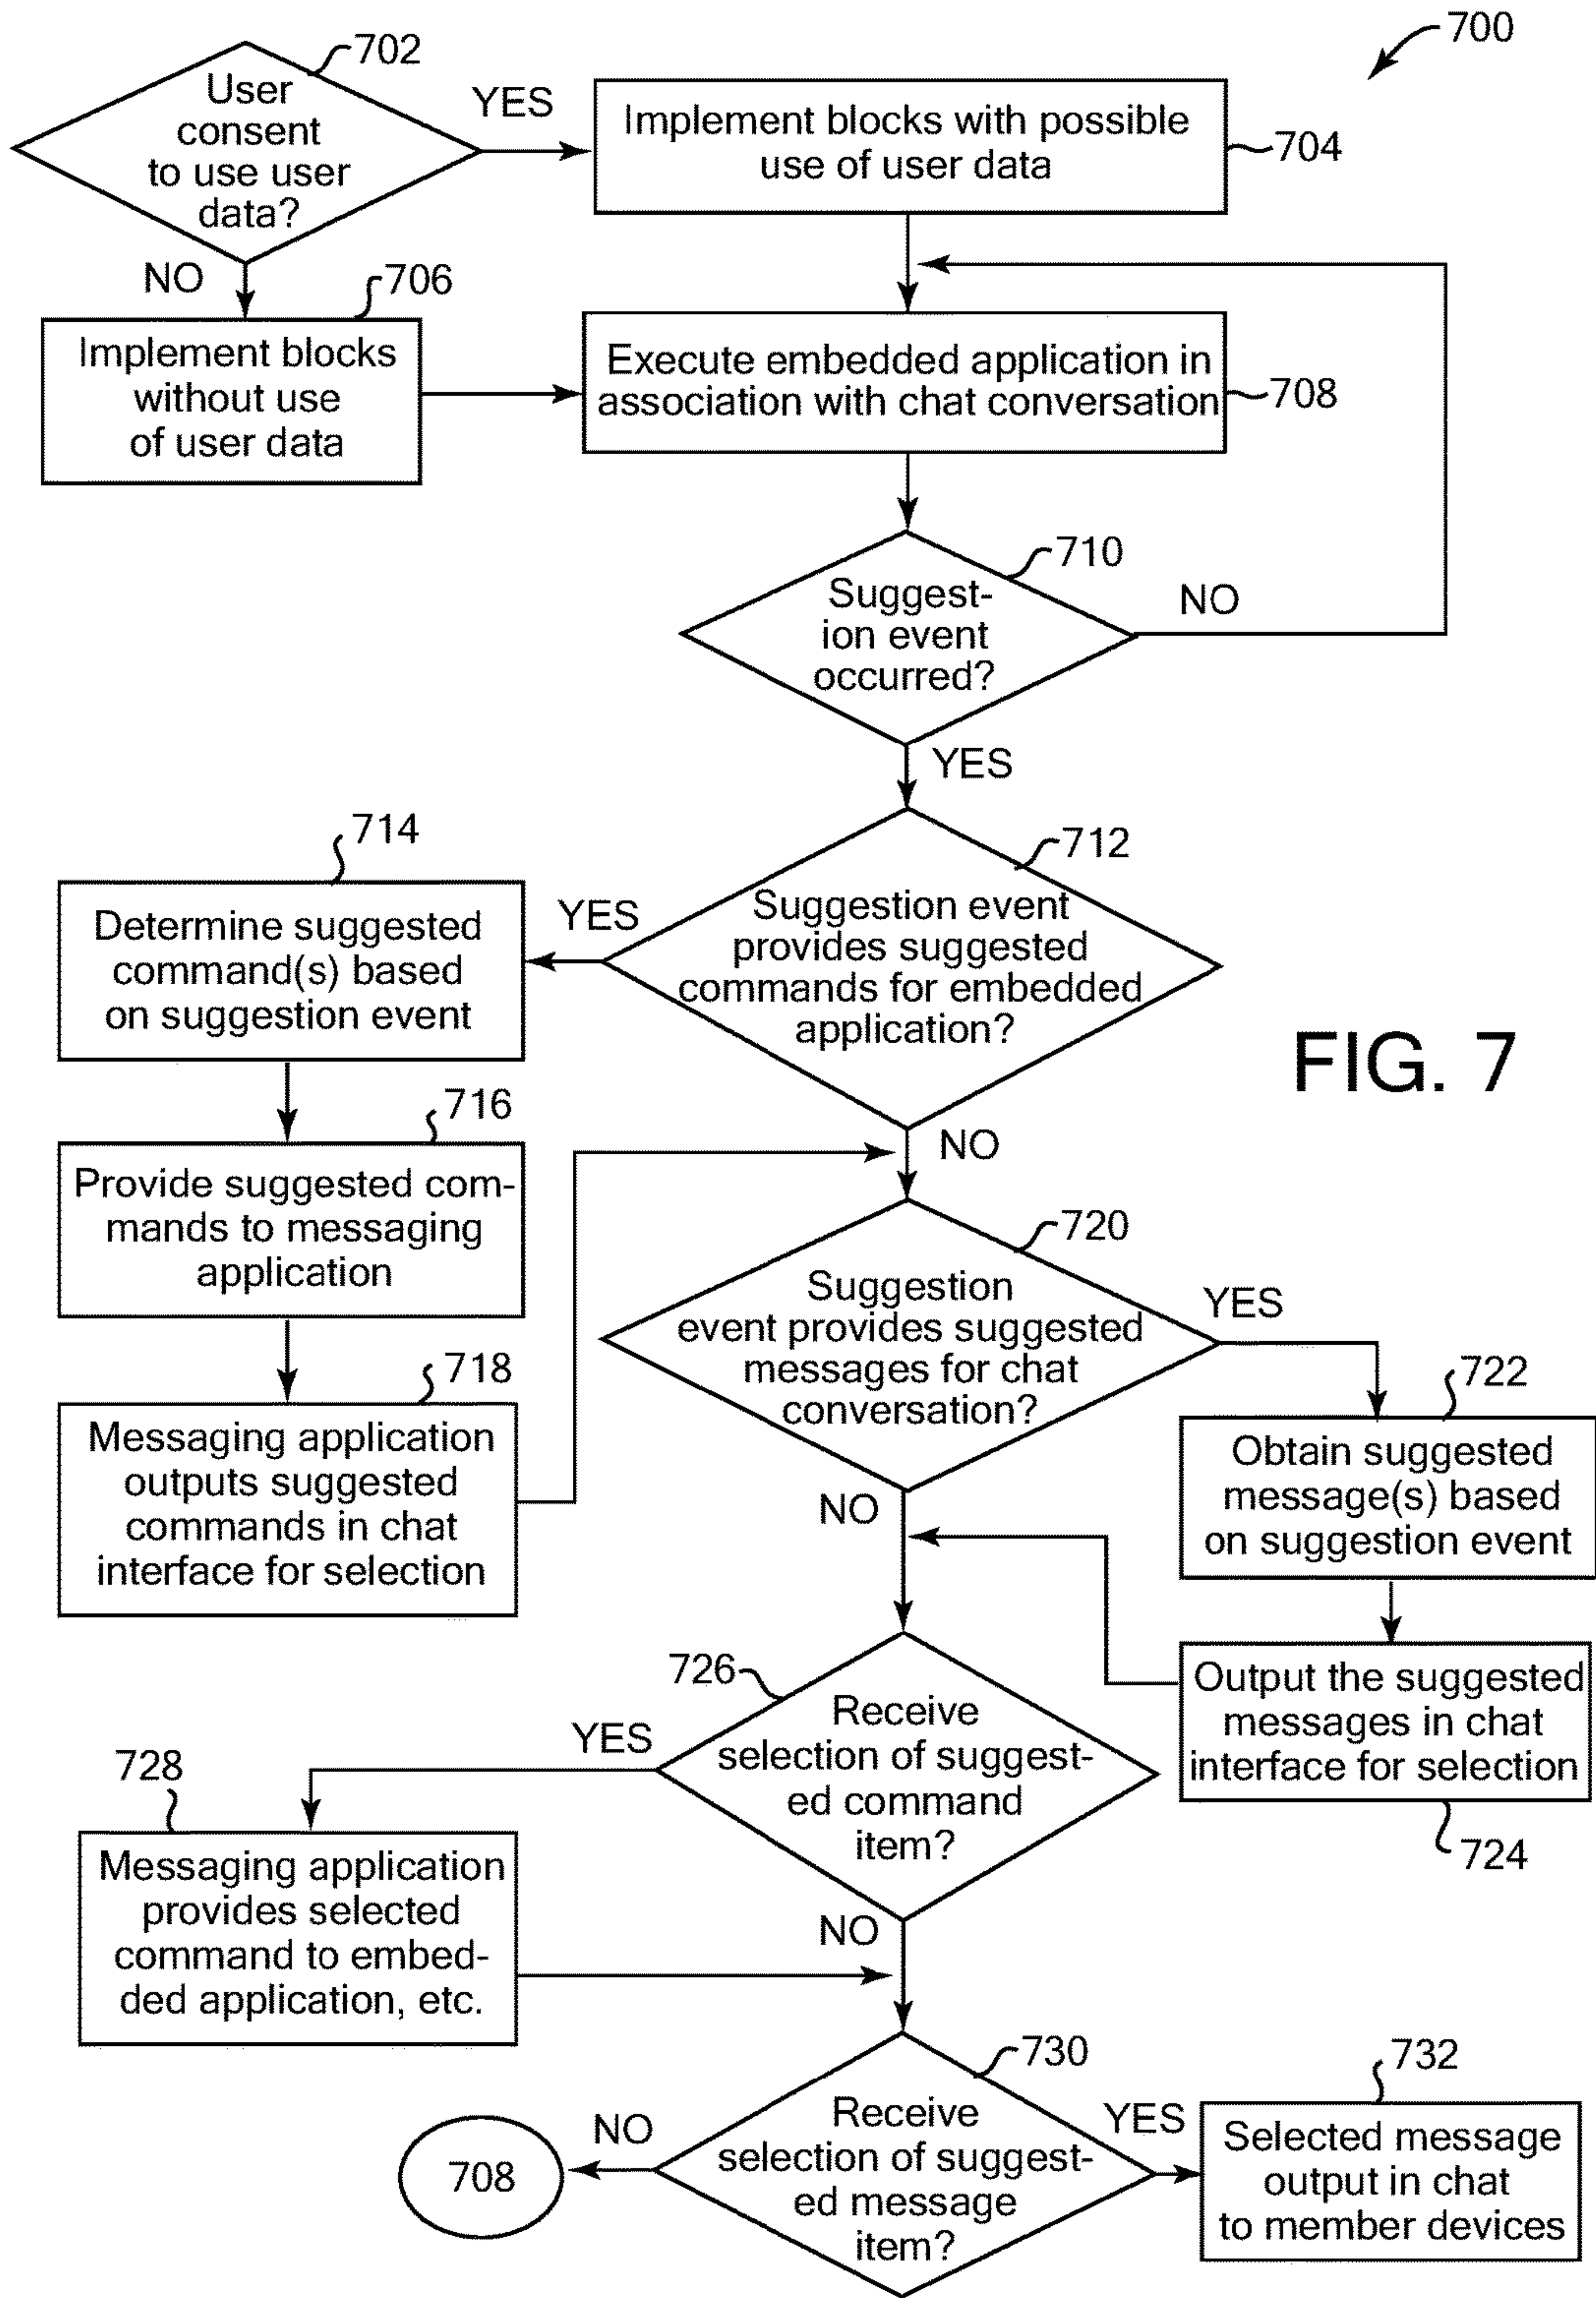 700
702
User
consent
to use user
data?
YES
Implement blocks with possible
use of user data
704
NO
706
Implement blocks
without use
of user data
Execute embedded application in
association with chat conversation
708
710
Suggest-
ion event
occurred?
NO
YES
712
Suggestion event
provides suggested
commands for embedded
application?
YES
714
Determine suggested
command(s) based
on suggestion event
FIG. 7
716
Provide suggested com-
mands to messaging
application
NO
718
Messaging application
outputs suggested
commands in chat
interface for selection
720
Suggestion
event provides suggested
messages for chat
conversation?
YES
722
Obtain suggested
message(s) based
on suggestion event
NO
Output the suggested
messages in chat
interface for selection
724
726
Receive
selection of suggest-
ed command
item?
YES
728
Messaging application
provides selected
command to embed-
ded application, etc.
NO
730
Receive
selection of suggest-
ed message
item?
NO
708
YES
732
Selected message
output in chat
to member devices